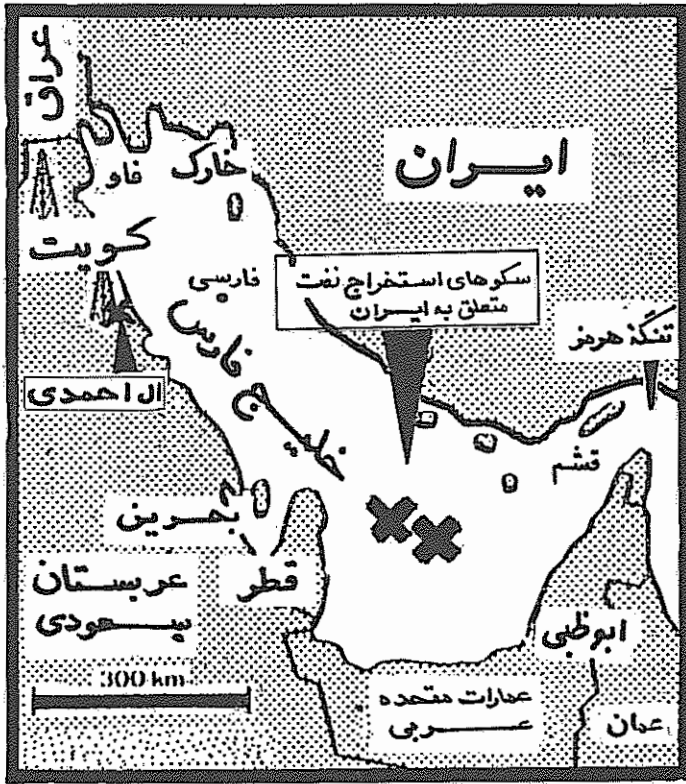 عراق
ایران
خارک
فاو
کویت
فارسی
سکوهای استخراج نفت
متعلق به ایران
تنگهٔ هرمز
خلیج فارس
ال احمدی
قشم
بحرین
قطر
عربستان
سعودی
ابوظبی
300 km
عمارات متحده
عربی
عمان